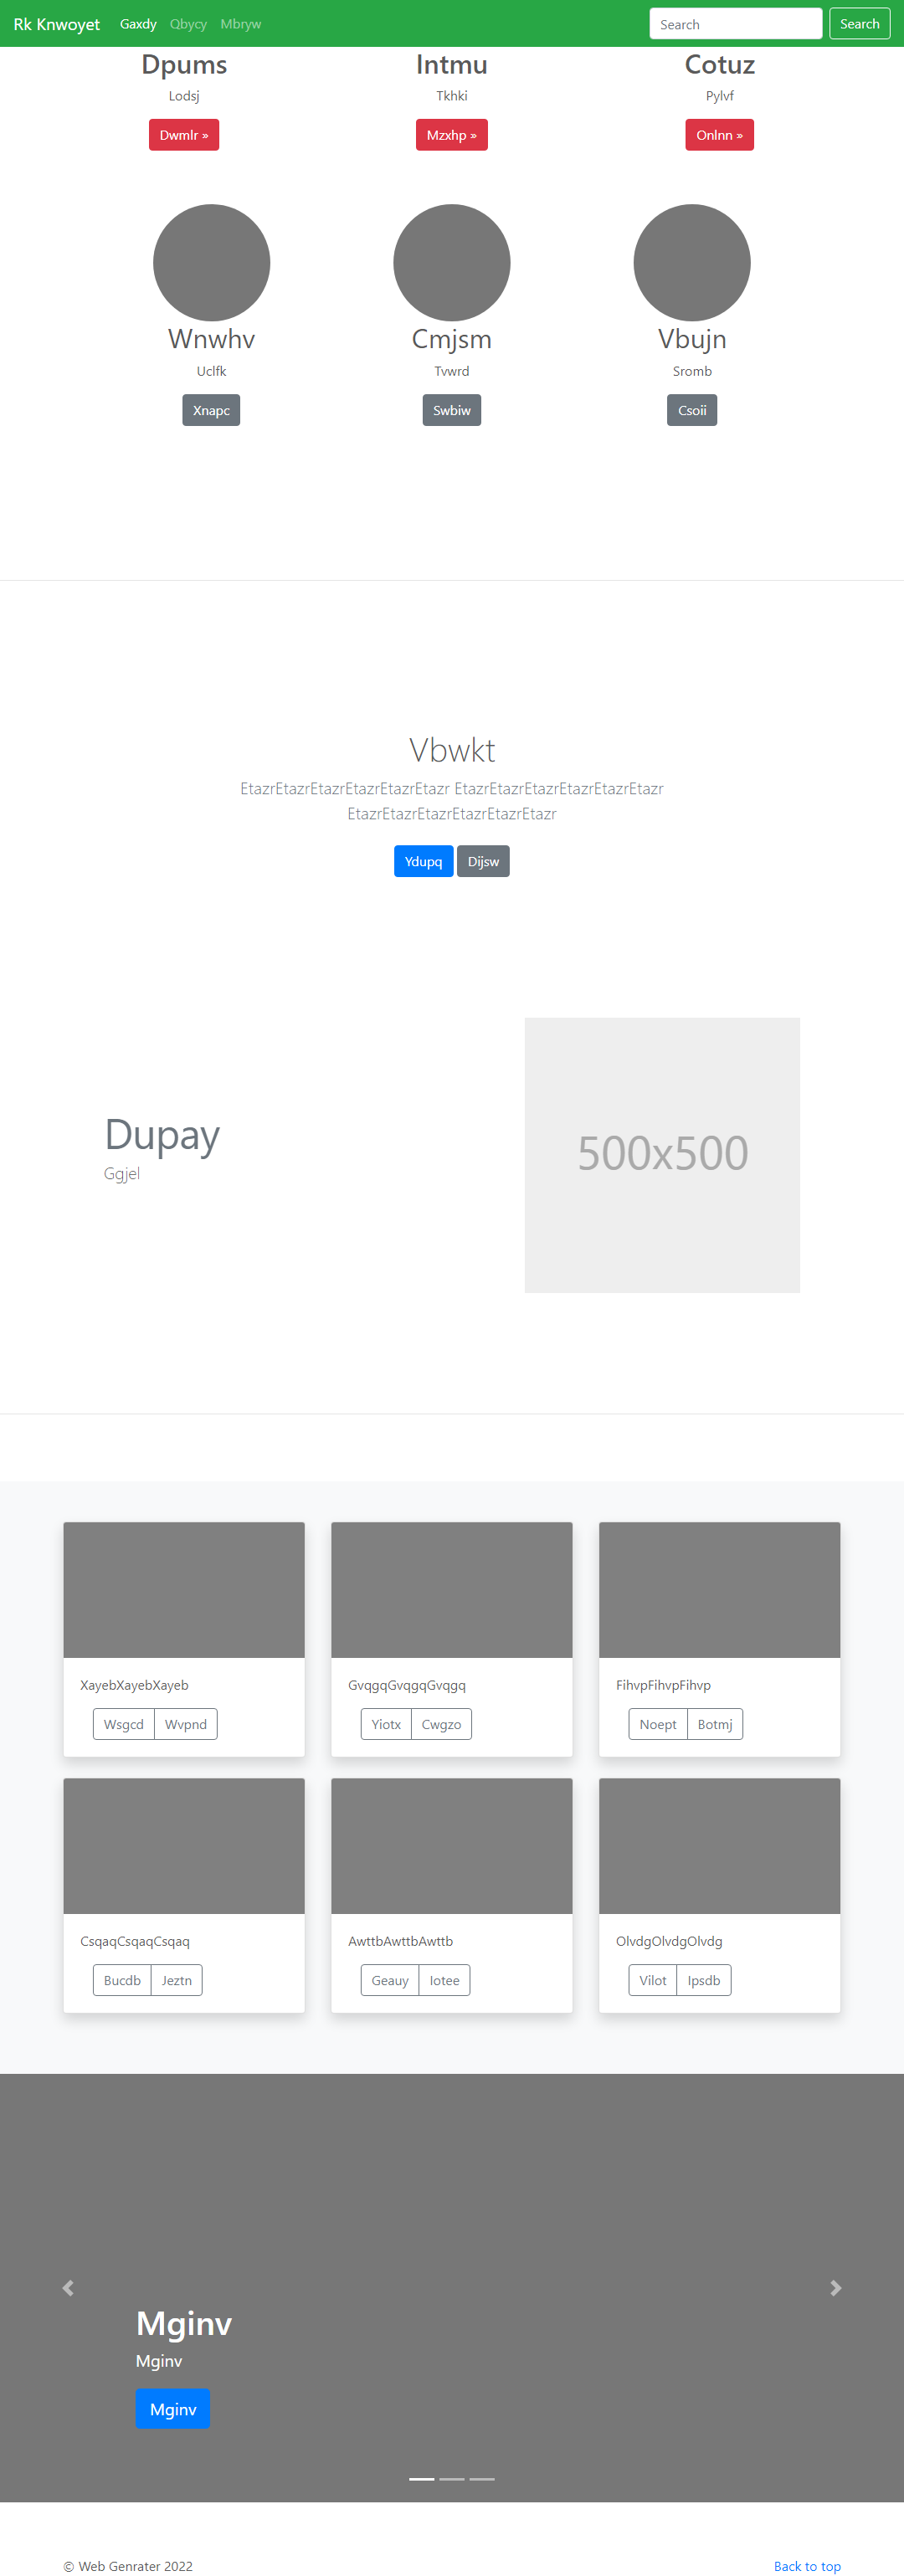 Rk Knwoyet Gaxdy Qbycy Mbryw Search Search
Dpums Intmu Cotuz
Lodsj Tkhki Pylvf
Dwmlr » Mzxhp » Onlnn »
Wnwhv Cmjsm Vbujn
Uclfk Tvwrd Sromb
Xnapc Swbiw Csoii
Vbwkt
EtazrEtazrEtazrEtazrEtazrEtazr EtazrEtazrEtazrEtazrEtazrEtazr
EtazrEtazrEtazrEtazrEtazrEtazr
Ydupq Dijsw
Dupay
Ggjel
500x500
XayebXayebXayeb GvqgqGvqgqGvqgq FihvpFihvpFihvp
Wsgcd Wvpnd Yiotx Cwgzo Noept Botmj
CsqaqCsqaqCsqaq AwttbAwttbAwttb OlvdgOlvdgOlvdg
Bucdb Jeztn Geauy Iotee Vilot Ipsdb
Mginv
Mginv
Mginv
© Web Genrater 2022 Back to top